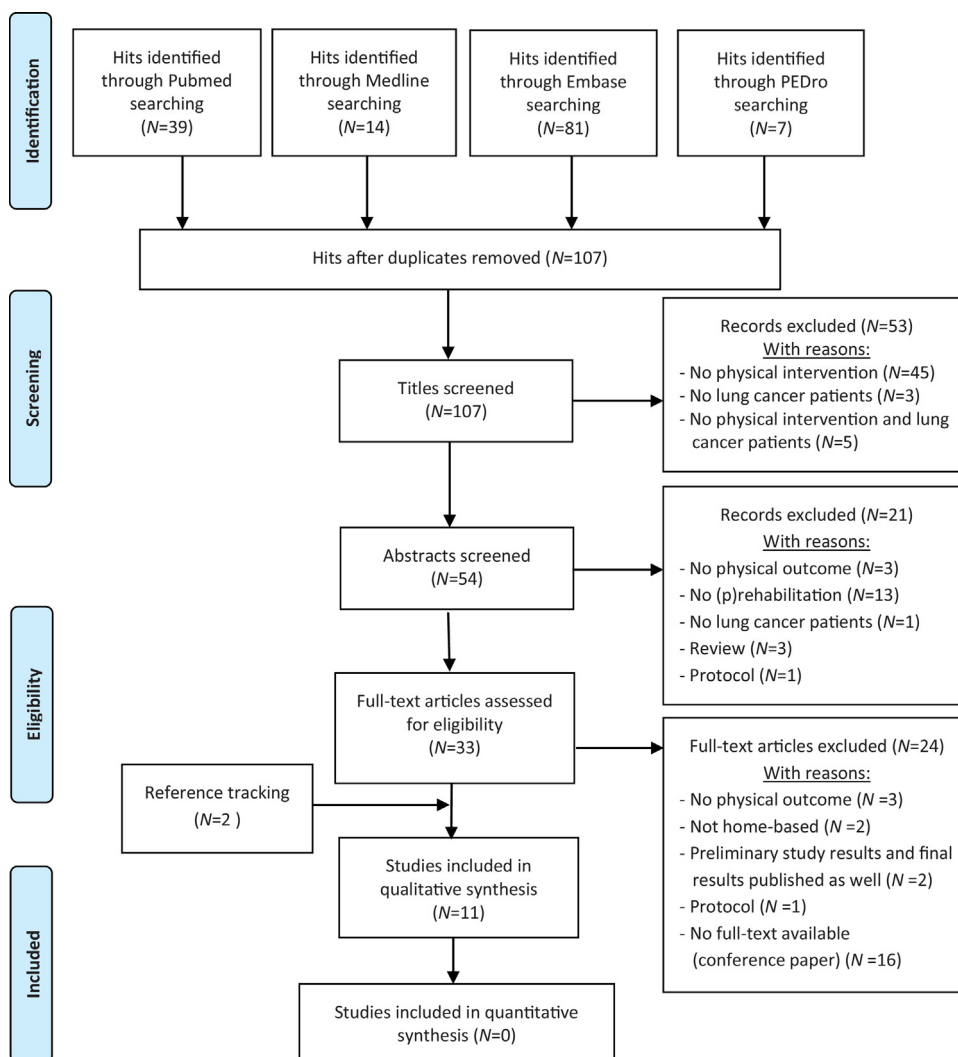 Identification
Hits identified
through Pubmed
searching
(N=39)
Hits identified
through Medline
searching
(N=14)
Hits identified
through Embase
searching
(N=81)
Hits identified
through PEDro
searching
(N=7)
Hits after duplicates removed (N=107)
Screening
Titles screened
(N=107)
Records excluded (N=53)
With reasons:
- No physical intervention (N=45)
- No lung cancer patients (N=3)
- No physical intervention and lung
cancer patients (N=5)
Abstracts screened
(N=54)
Records excluded (N=21)
With reasons:
- No physical outcome (N=3)
- No (p)rehabilitation (N=13)
- No lung cancer patients (N=1)
- Review (N=3)
- Protocol (N=1)
Eligibility
Full-text articles assessed
for eligibility
(N=33)
Full-text articles excluded (N=24)
With reasons:
- No physical outcome (N =3)
- Not home-based (N =2)
- Preliminary study results and final
results published as well (N =2)
- Protocol (N =1)
- No full-text available
(conference paper) (N =16)
Reference tracking
(N=2 )
Included
Studies included in
qualitative synthesis
(N=11)
Studies included in quantitative
synthesis (N=0)